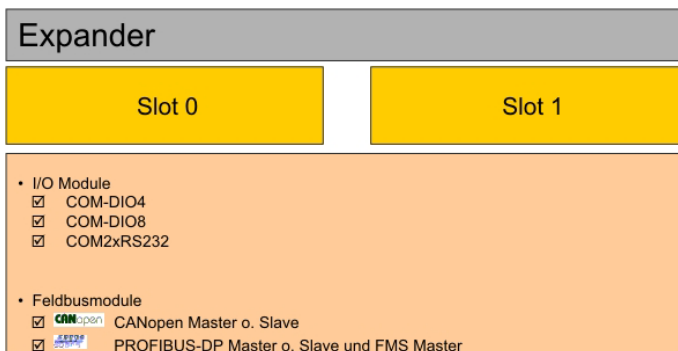 Expander
Slot 0
Slot 1
• I/O Module
☑ COM-DIO4
☑ COM-DIO8
☑ COM2xRS232
• Feldbusmodule
☑ CANopen CANopen Master o. Slave
☑ PROFIBUS-DP Master o. Slave und FMS Master